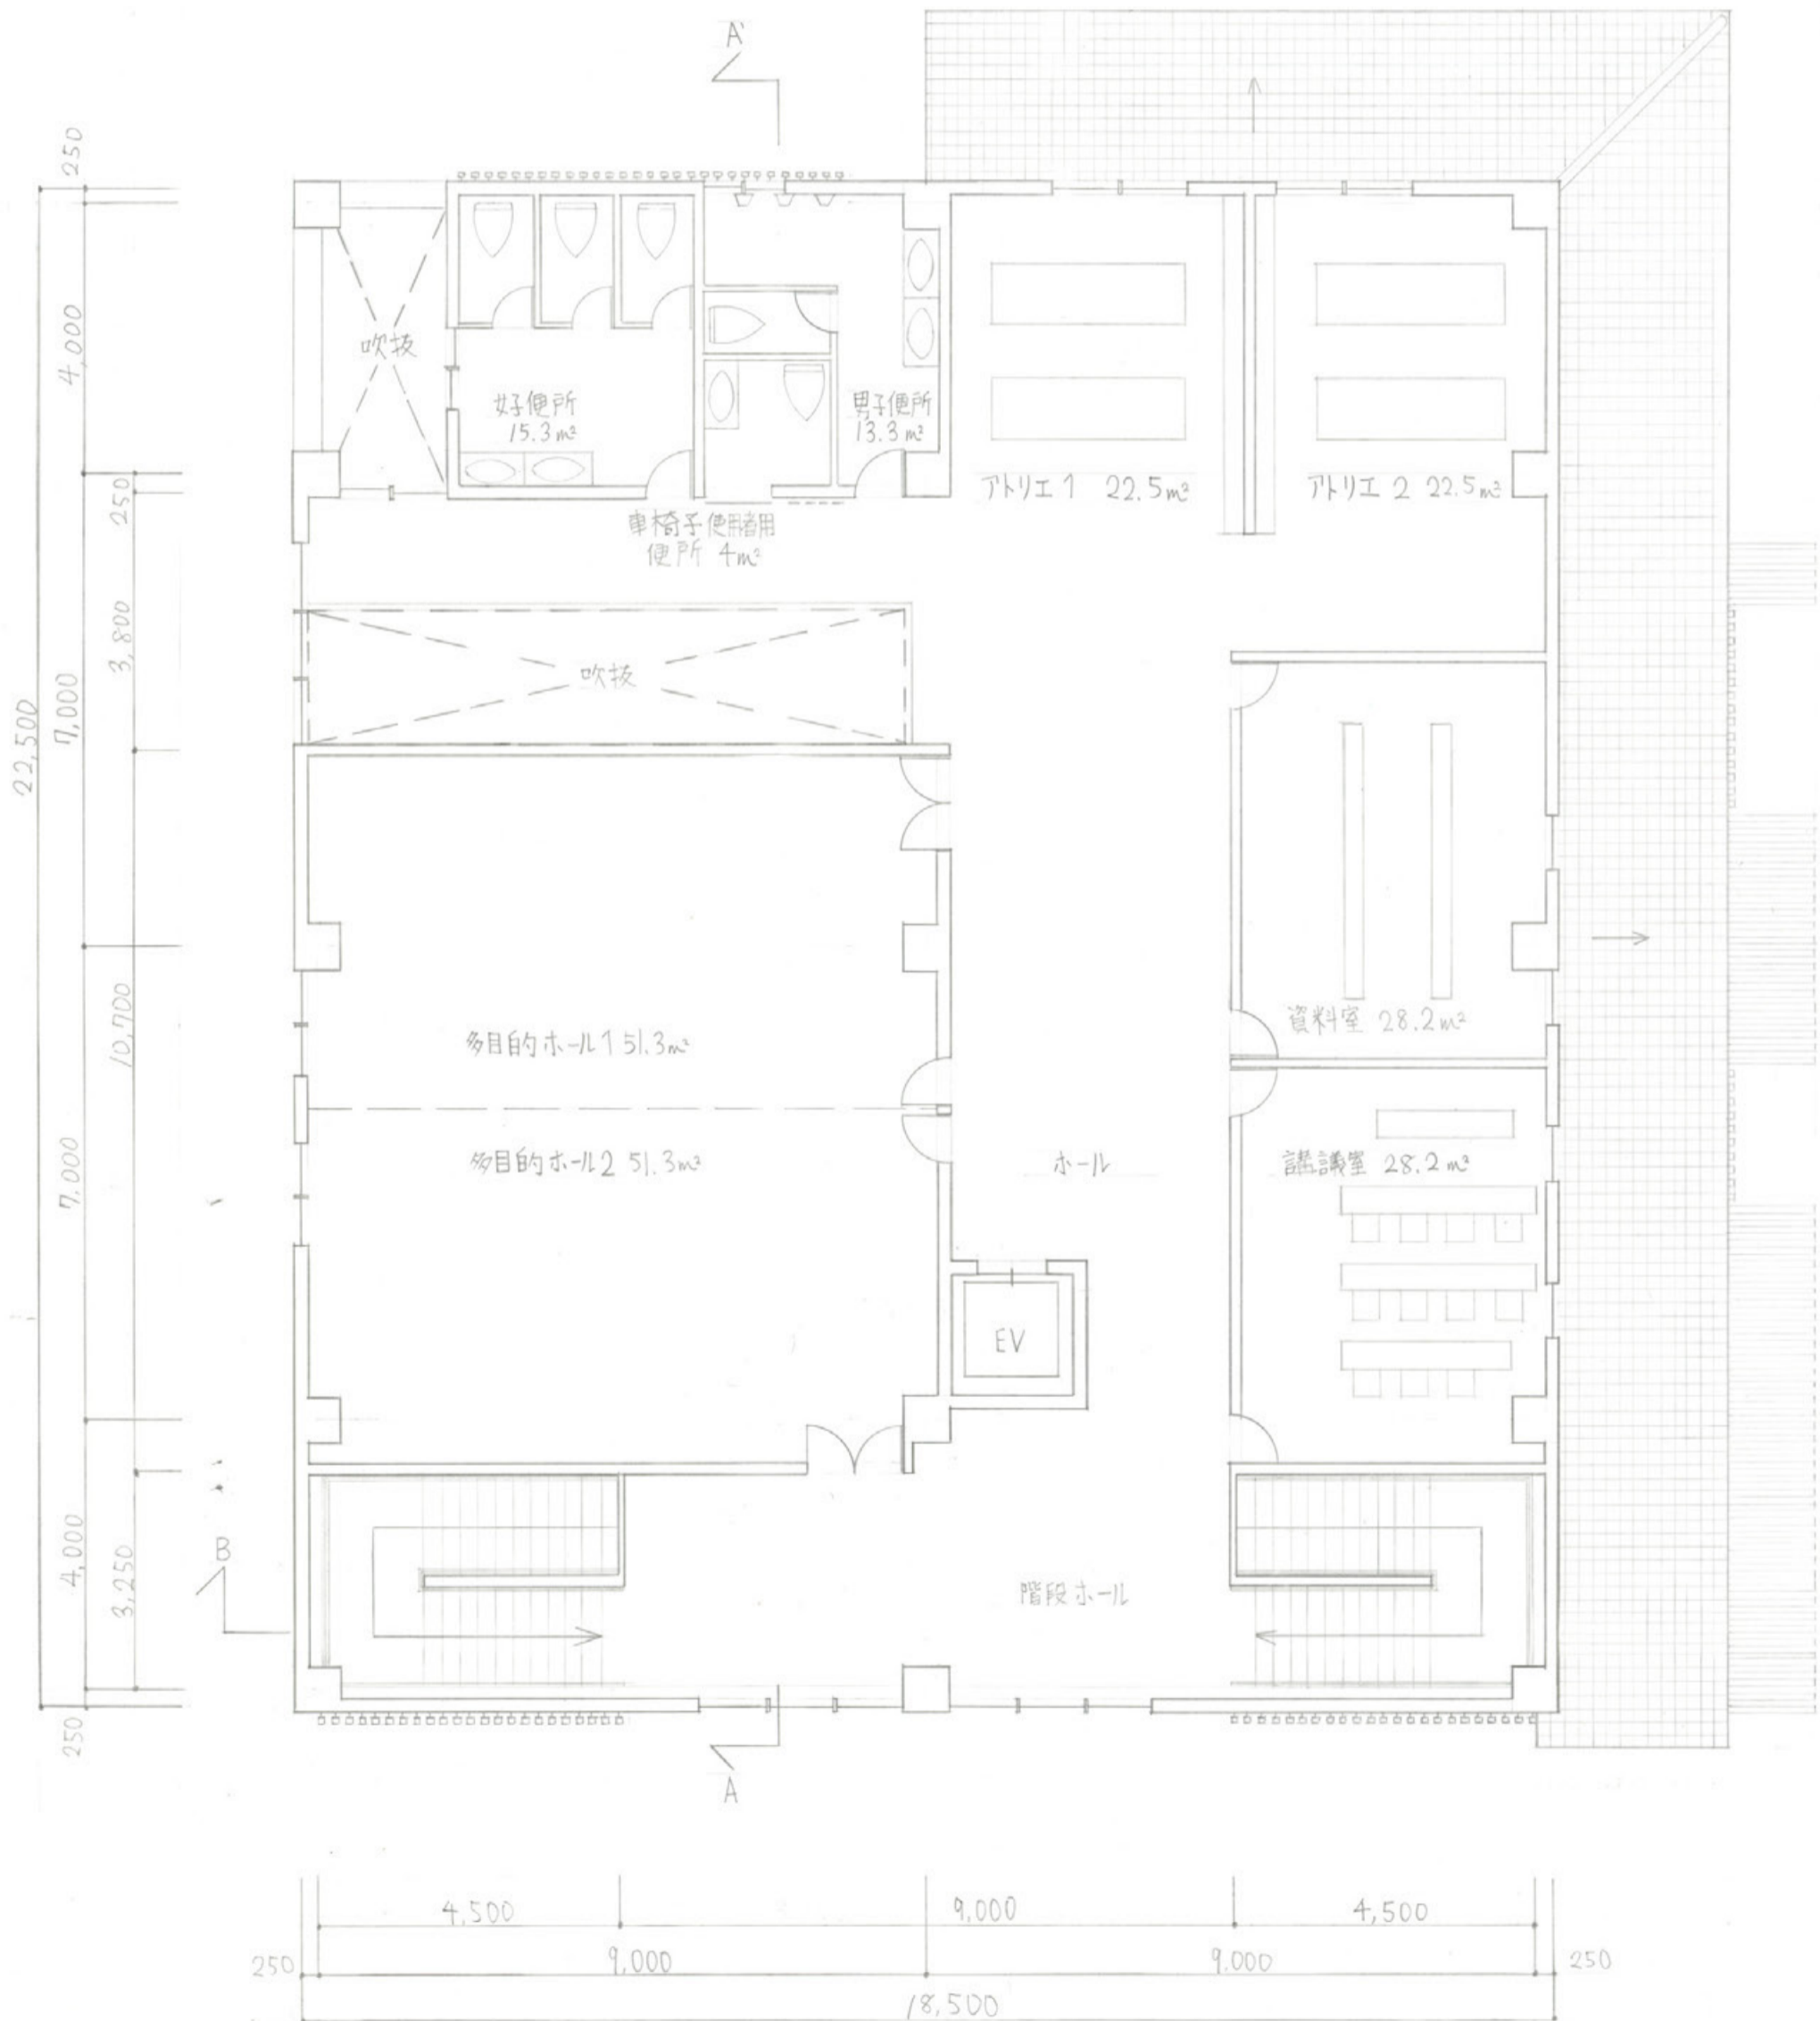 A'
250
4,000
吹抜
女子便所
15.3m²
男子便所
13.3m²
アトリエ 1 22.5m²
アトリエ 2 22.5m²
250
車椅子使用者用
便所 4m²
3,800
7,000
22,500
吹抜
10,700
資料室 28.2m²
多目的ホール1 51.3m²
多目的ホール2 51.3m²
ホール
28.2m²
7.000
EV
4,000
3,250
B
階段ホール
250
A
4,500
9,000
4,500
250
9,000
9.000
250
18,500